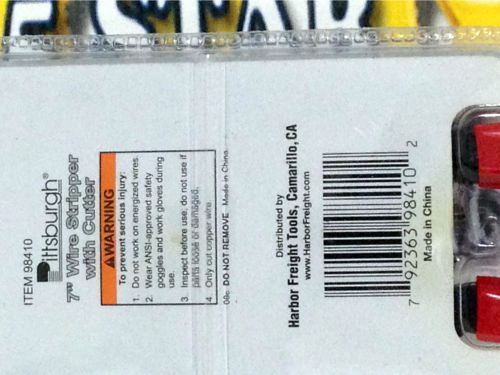 STAR
ITEM 98410
Pittsburgh®
7" Wire Stripper
with Cutter
⚠WARNING
To prevent serious injury:
1. Do not work on energized wires.
2. Wear ANSI-approved safety
goggles and work gloves during
use.
3. Inspect before use; do not use if
parts loose or damaged.
4. Only cut copper wire.
08c DO NOT REMOVE Made in China.
Distributed by
Harbor Freight Tools, Camarillo, CA
www.HarborFreight.com
7 92363 98410 2
Made in China